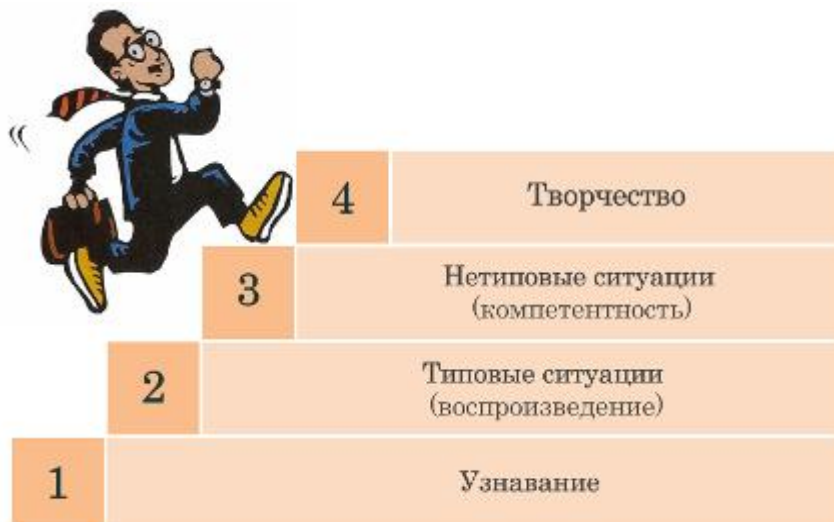 4
Творчество
3
Нетиповые ситуации
(компетентность)
2
Типовые ситуации
(воспроизведение)
1
Узнавание